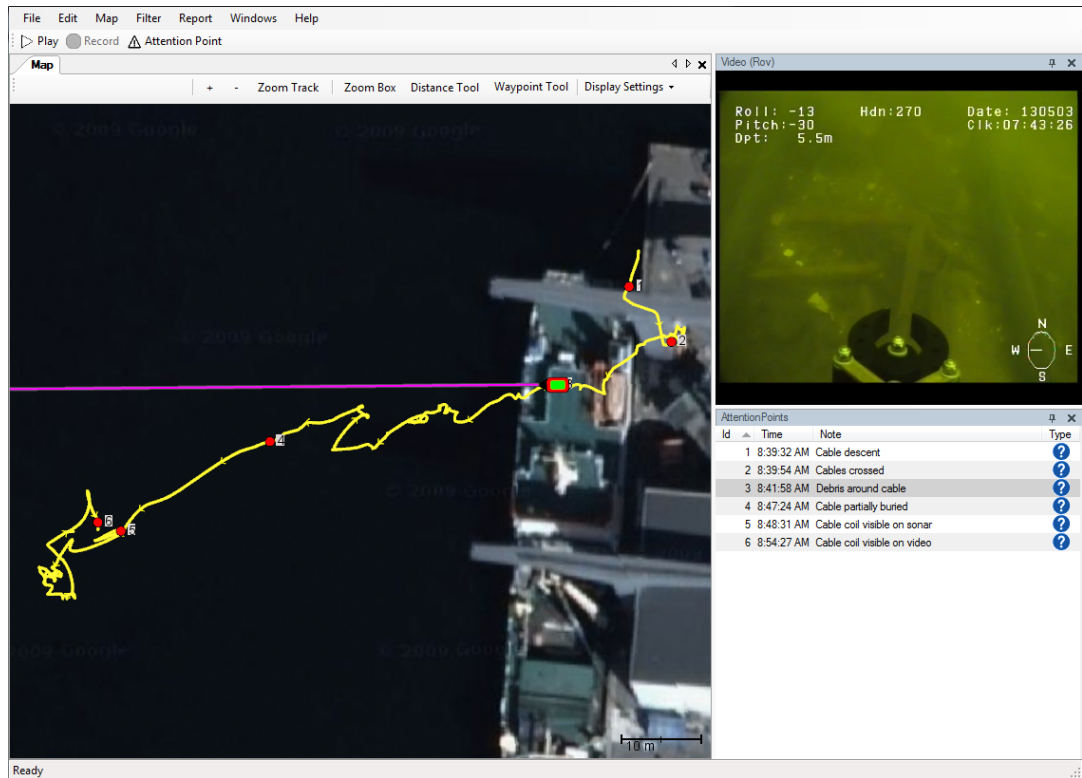 File Edit Map Filter Report Windows Help
Play Record Attention Point
Map
+ - Zoom Track Zoom Box Distance Tool Waypoint Tool Display Settings
© 2009 Google
© 2009 Google
© 2009 Google
© 2009 Google
2009 Google
© 2009 Goog
1
2
4
6
5
10 m
Video (Rov)
Roll: -13 Hdn:270 Date: 130503
Pitch:-30 Clk:07:43:26
Dpt: 5.5m
N
W E
S
AttentionPoints
Id Time Note Type
1 8:39:32 AM Cable descent ?
2 8:39:54 AM Cables crossed ?
3 8:41:58 AM Debris around cable ?
4 8:47:24 AM Cable partially buried ?
5 8:48:31 AM Cable coil visible on sonar ?
6 8:54:27 AM Cable coil visible on video ?
Ready